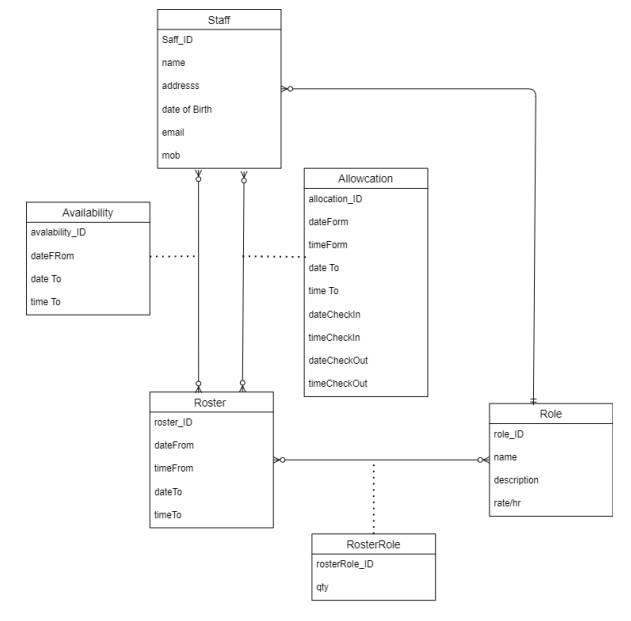 Staff
Saff_ID
name
addresss
date of Birth
email
mob
Allowcation
allocation_ID
dateForm
timeForm
date To
time To
dateCheckIn
timeCheckIn
dateCheckOut
timeCheckOut
Availability
avalability_ID
dateFRom
date To
time To
Roster
roster_ID
dateFrom
timeFrom
dateTo
timeTo
Role
role_ID
name
description
rate/hr
RosterRole
rosterRole_ID
qty